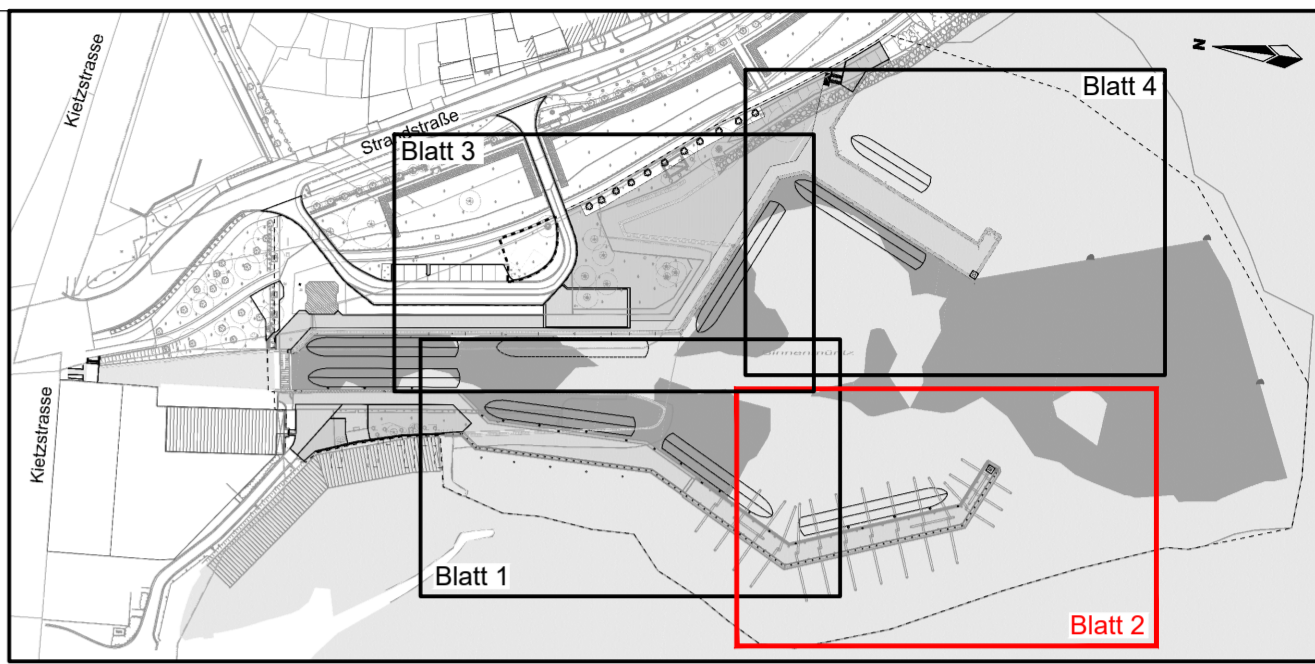 Kietzstrasse
Strandstraße
N
Blatt 4
Blatt 3
Kietzstrasse
Blatt 1
Blatt 2